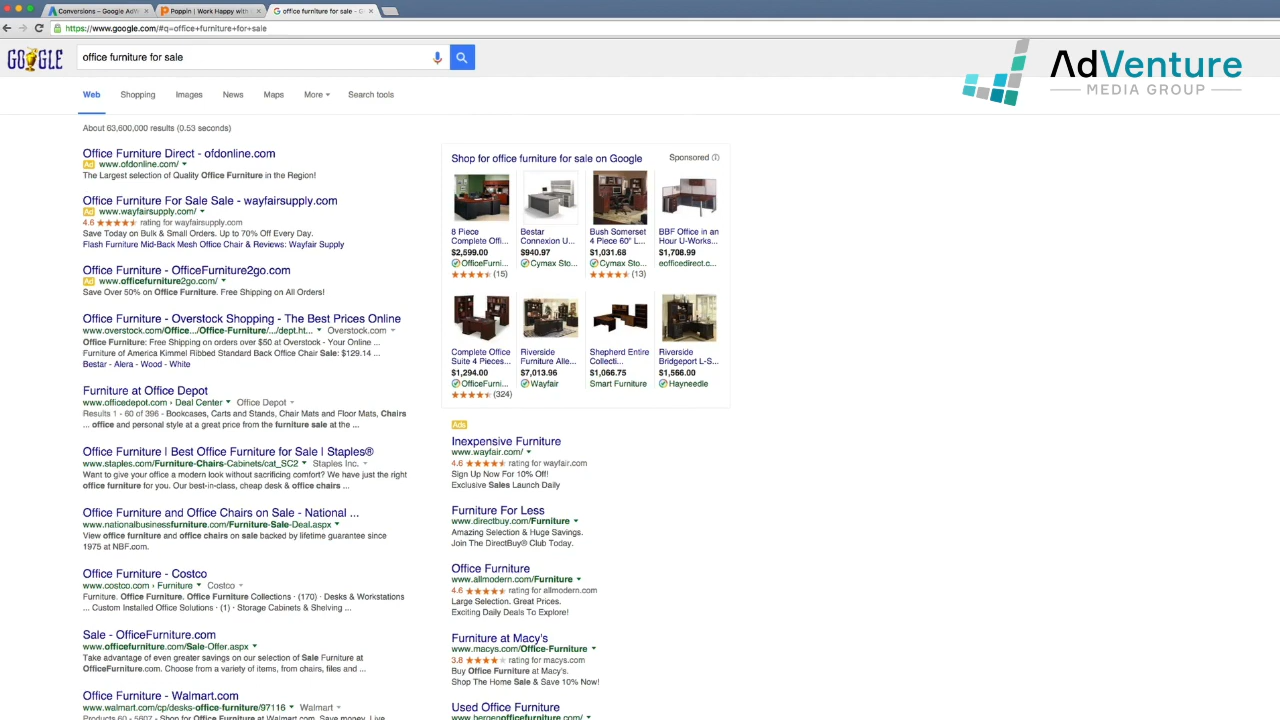 Conversions – Google AdW
Poppin | Work Happy with
office furniture for sale - G
https://www.google.com/#q=office+furniture+for+sale
GOOGLE
office furniture for sale
AdVenture
MEDIA GROUP
Web Shopping Images News Maps More Search tools
About 63,600,000 results (0.53 seconds)
Office Furniture Direct - ofdonline.com
Ad www.ofdonline.com/
The Largest selection of Quality Office Furniture in the Region!
Office Furniture For Sale Sale - wayfairsupply.com
Ad www.wayfairsupply.com/
4.6 ★★★★★ rating for wayfairsupply.com
Save Today on Bulk & Small Orders. Up to 70% Off Every Day.
Flash Furniture Mid-Back Mesh Office Chair & Reviews: Wayfair Supply
Office Furniture - OfficeFurniture2go.com
Ad www.officefurniture2go.com/
Save Over 50% on Office Furniture. Free Shipping on All Orders!
Office Furniture - Overstock Shopping - The Best Prices Online
www.overstock.com/Office.../Office-Furniture/.../dept.ht... Overstock.com
Office Furniture: Free Shipping on orders over $50 at Overstock - Your Online ...
Furniture of America Kimmel Ribbed Standard Back Office Chair Sale: $129.14 ...
Bestar - Alera - Wood - White
Furniture at Office Depot
www.officedepot.com › Deal Center Office Depot
Results 1 - 60 of 396 - Bookcases, Carts and Stands, Chair Mats and Floor Mats, Chairs
... office and personal style at a great price from the furniture sale at the ...
Office Furniture | Best Office Furniture for Sale | Staples®
www.staples.com/Furniture-Chairs-Cabinets/cat_SC2 Staples Inc.
Want to give your office a modern look without sacrificing comfort? We have just the right
office furniture for you. Our best-in-class, cheap desk & office chairs ...
Office Furniture and Office Chairs on Sale - National ...
www.nationalbusinessfurniture.com/Furniture-Sale-Deal.aspx
View office furniture and office chairs on sale backed by lifetime guarantee since
1975 at NBF.com.
Office Furniture - Costco
www.costco.com › Furniture Costco
Furniture. Office Furniture. Office Furniture Collections · (170) · Desks & Workstations
... Custom Installed Office Solutions · (1) · Storage Cabinets & Shelving ...
Sale - OfficeFurniture.com
www.officefurniture.com/Sale-Offer.aspx
Take advantage of even greater savings on our selection of Sale Furniture at
OfficeFurniture.com. Choose from a variety of items, from chairs, files and ...
Office Furniture - Walmart.com
www.walmart.com/cp/desks-office-furniture/97116 Walmart
Products 60 - 5607 - Shop for Office Furniture at Walmart.com. Save money. Live
Shop for office furniture for sale on Google Sponsored
8 Piece
Complete Offi...
$2,599.00
OfficeFurni...
★★★★★ (15)
Bestar
Connexion U...
$940.97
Cymax Sto...
Bush Somerset
4 Piece 60" L...
$1,031.68
Cymax Sto...
★★★★★ (13)
BBF Office in an
Hour U-Works...
$1,708.99
eofficedirect.c...
Complete Office
Suite 4 Pieces...
$1,294.00
OfficeFurni...
★★★★★ (324)
Riverside
Furniture Alle...
$7,013.96
Wayfair
Shepherd Entire
Collecti...
$1,066.75
Smart Furniture
Riverside
Bridgeport L-S...
$1,566.00
Hayneedle
Ads
Inexpensive Furniture
www.wayfair.com/
4.6 ★★★★★ rating for wayfair.com
Sign Up Now For 10% Off!
Exclusive Sales Launch Daily
Furniture For Less
www.directbuy.com/Furniture
Amazing Selection & Huge Savings.
Join The DirectBuy® Club Today.
Office Furniture
www.allmodern.com/Furniture
4.6 ★★★★★ rating for allmodern.com
Large Selection. Great Prices.
Exciting Daily Deals To Explore!
Furniture at Macy's
www.macys.com/Office-Furniture
3.8 ★★★★★ rating for macys.com
Buy Office Furniture at Macy's.
Shop The Home Sale & Save 10% Now!
Used Office Furniture
www.bergenofficefurniture.com/